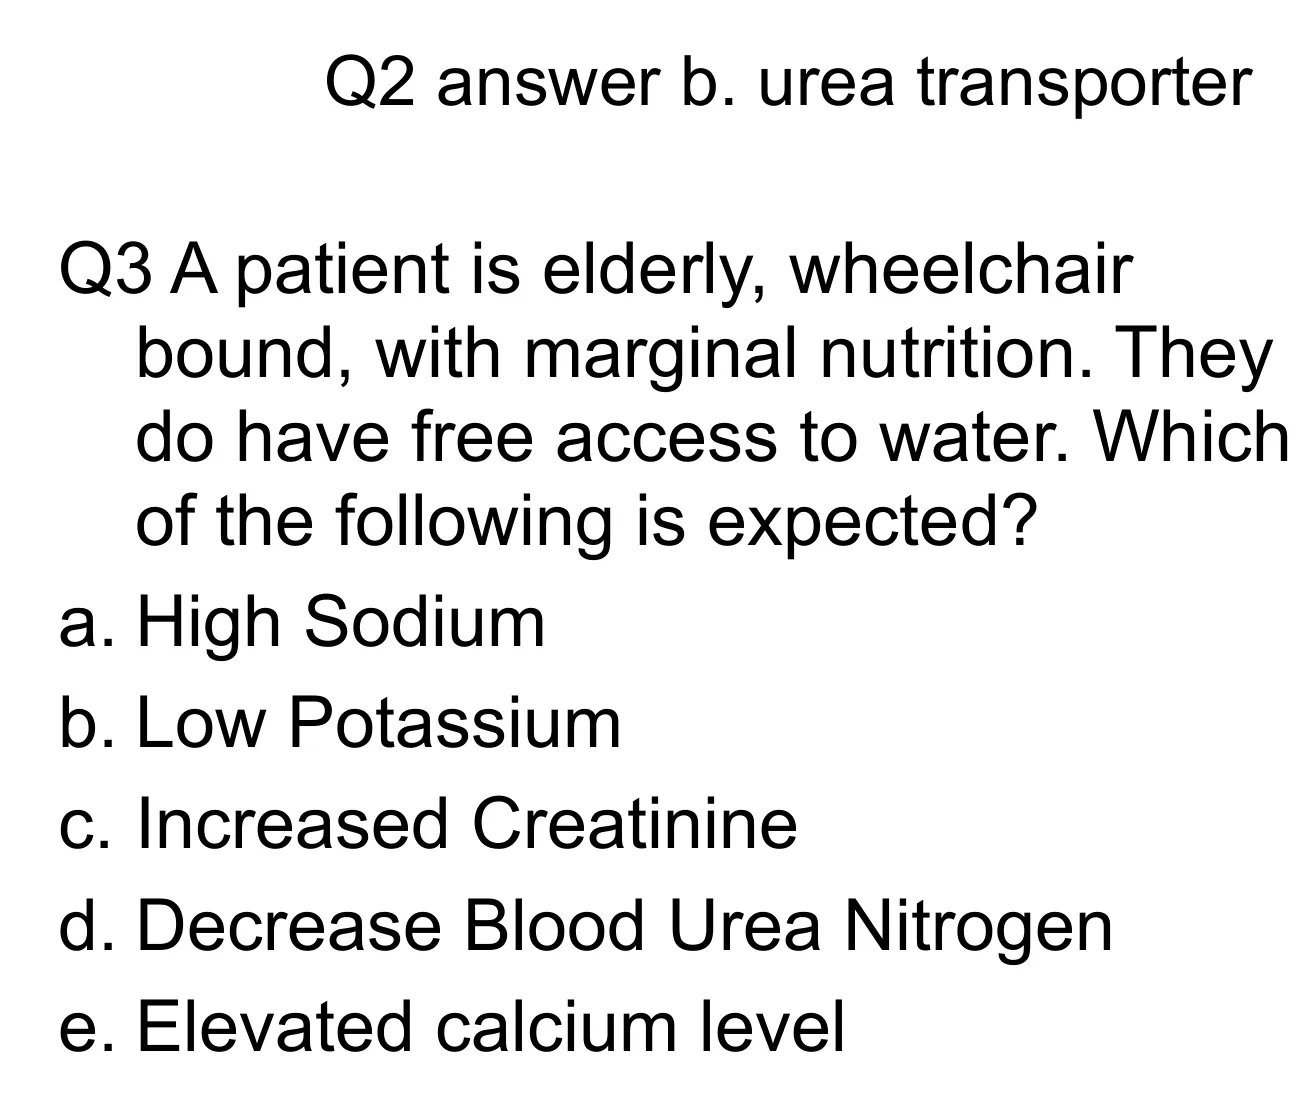 Q2 answer b. urea transporter
Q3 A patient is elderly, wheelchair
bound, with marginal nutrition. They
do have free access to water. Which
of the following is expected?
a. High Sodium
b. Low Potassium
c. Increased Creatinine
d. Decrease Blood Urea Nitrogen
e. Elevated calcium level